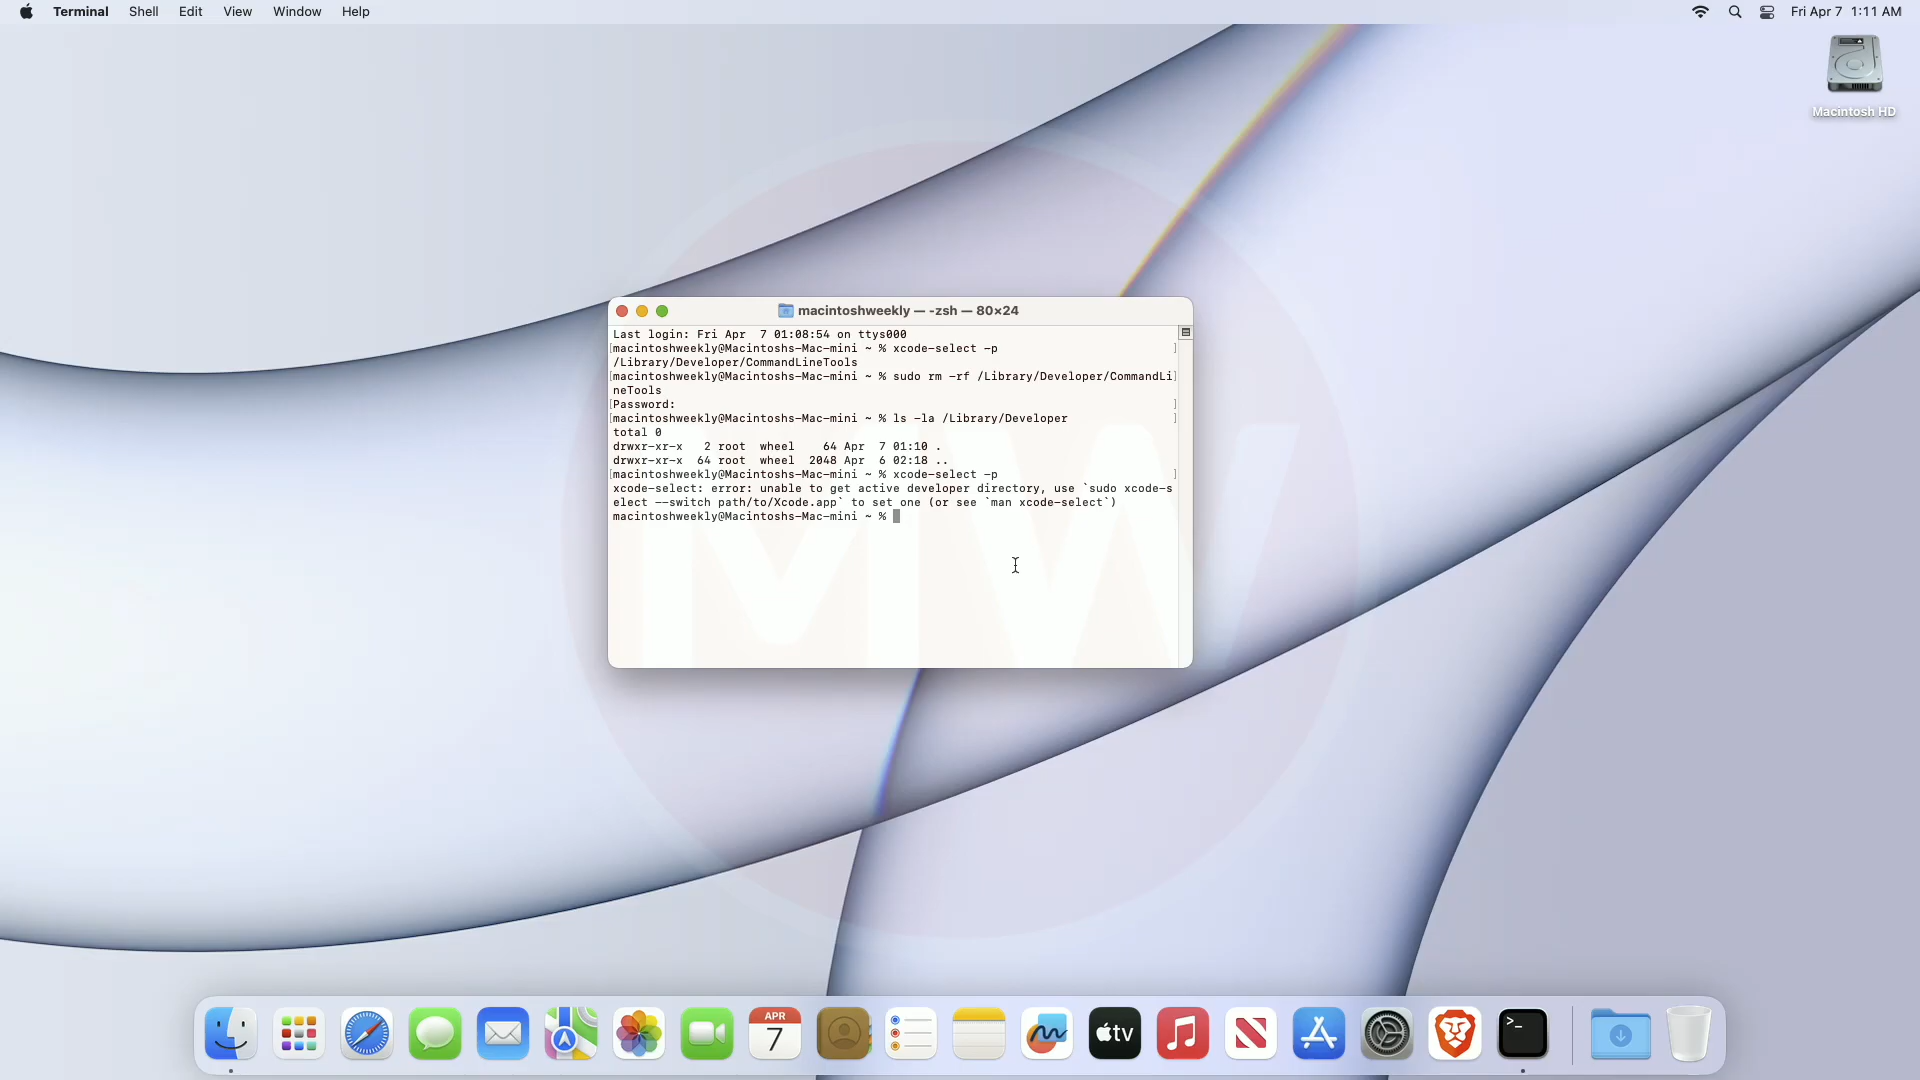 Terminal Shell Edit View Window Help Fri Apr 7 1:11 AM
Macintosh HD
macintoshweekly — -zsh — 80×24
Last login: Fri Apr  7 01:08:54 on ttys000
[macintoshweekly@Macintoshs-Mac-mini ~ % xcode-select -p ]
/Library/Developer/CommandLineTools
[macintoshweekly@Macintoshs-Mac-mini ~ % sudo rm -rf /Library/Developer/CommandLi]
neTools
[Password: ]
[macintoshweekly@Macintoshs-Mac-mini ~ % ls -la /Library/Developer ]
total 0
drwxr-xr-x   2 root  wheel    64 Apr  7 01:10 .
drwxr-xr-x  64 root  wheel  2048 Apr  6 02:18 ..
[macintoshweekly@Macintoshs-Mac-mini ~ % xcode-select -p ]
xcode-select: error: unable to get active developer directory, use `sudo xcode-s
elect --switch path/to/Xcode.app` to set one (or see `man xcode-select`)
macintoshweekly@Macintoshs-Mac-mini ~ %
MW
APR
7
tv
>_